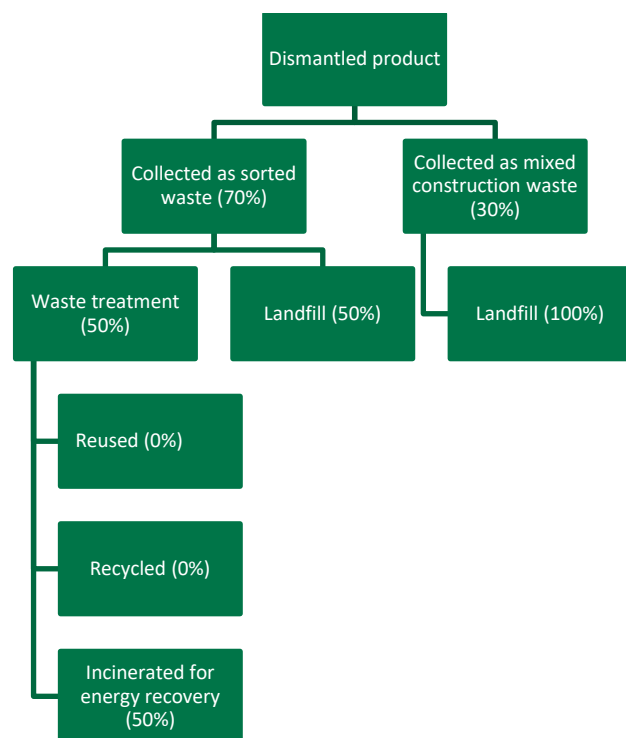 Dismantled product
Collected as sorted
waste (70%)
Collected as mixed
construction waste
(30%)
Waste treatment
(50%)
Landfill (50%)
Landfill (100%)
Reused (0%)
Recycled (0%)
Incinerated for
energy recovery
(50%)